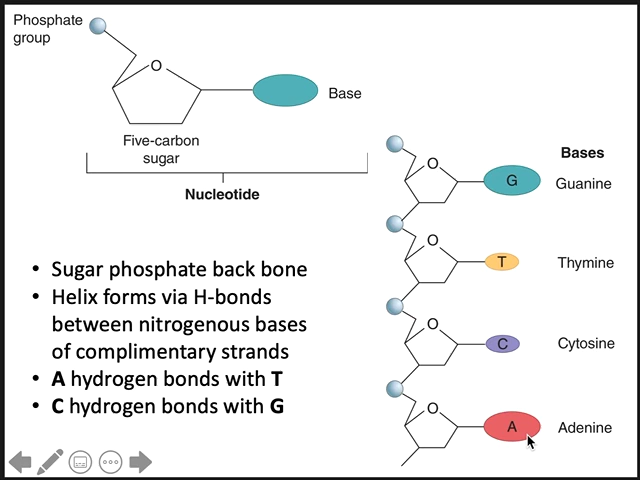 Phosphate
group
O
Base
Five-carbon
sugar
Nucleotide
Bases
O
G
Guanine
O
T
Thymine
O
C
Cytosine
O
A
Adenine
• Sugar phosphate back bone
• Helix forms via H-bonds
between nitrogenous bases
of complimentary strands
• A hydrogen bonds with T
• C hydrogen bonds with G